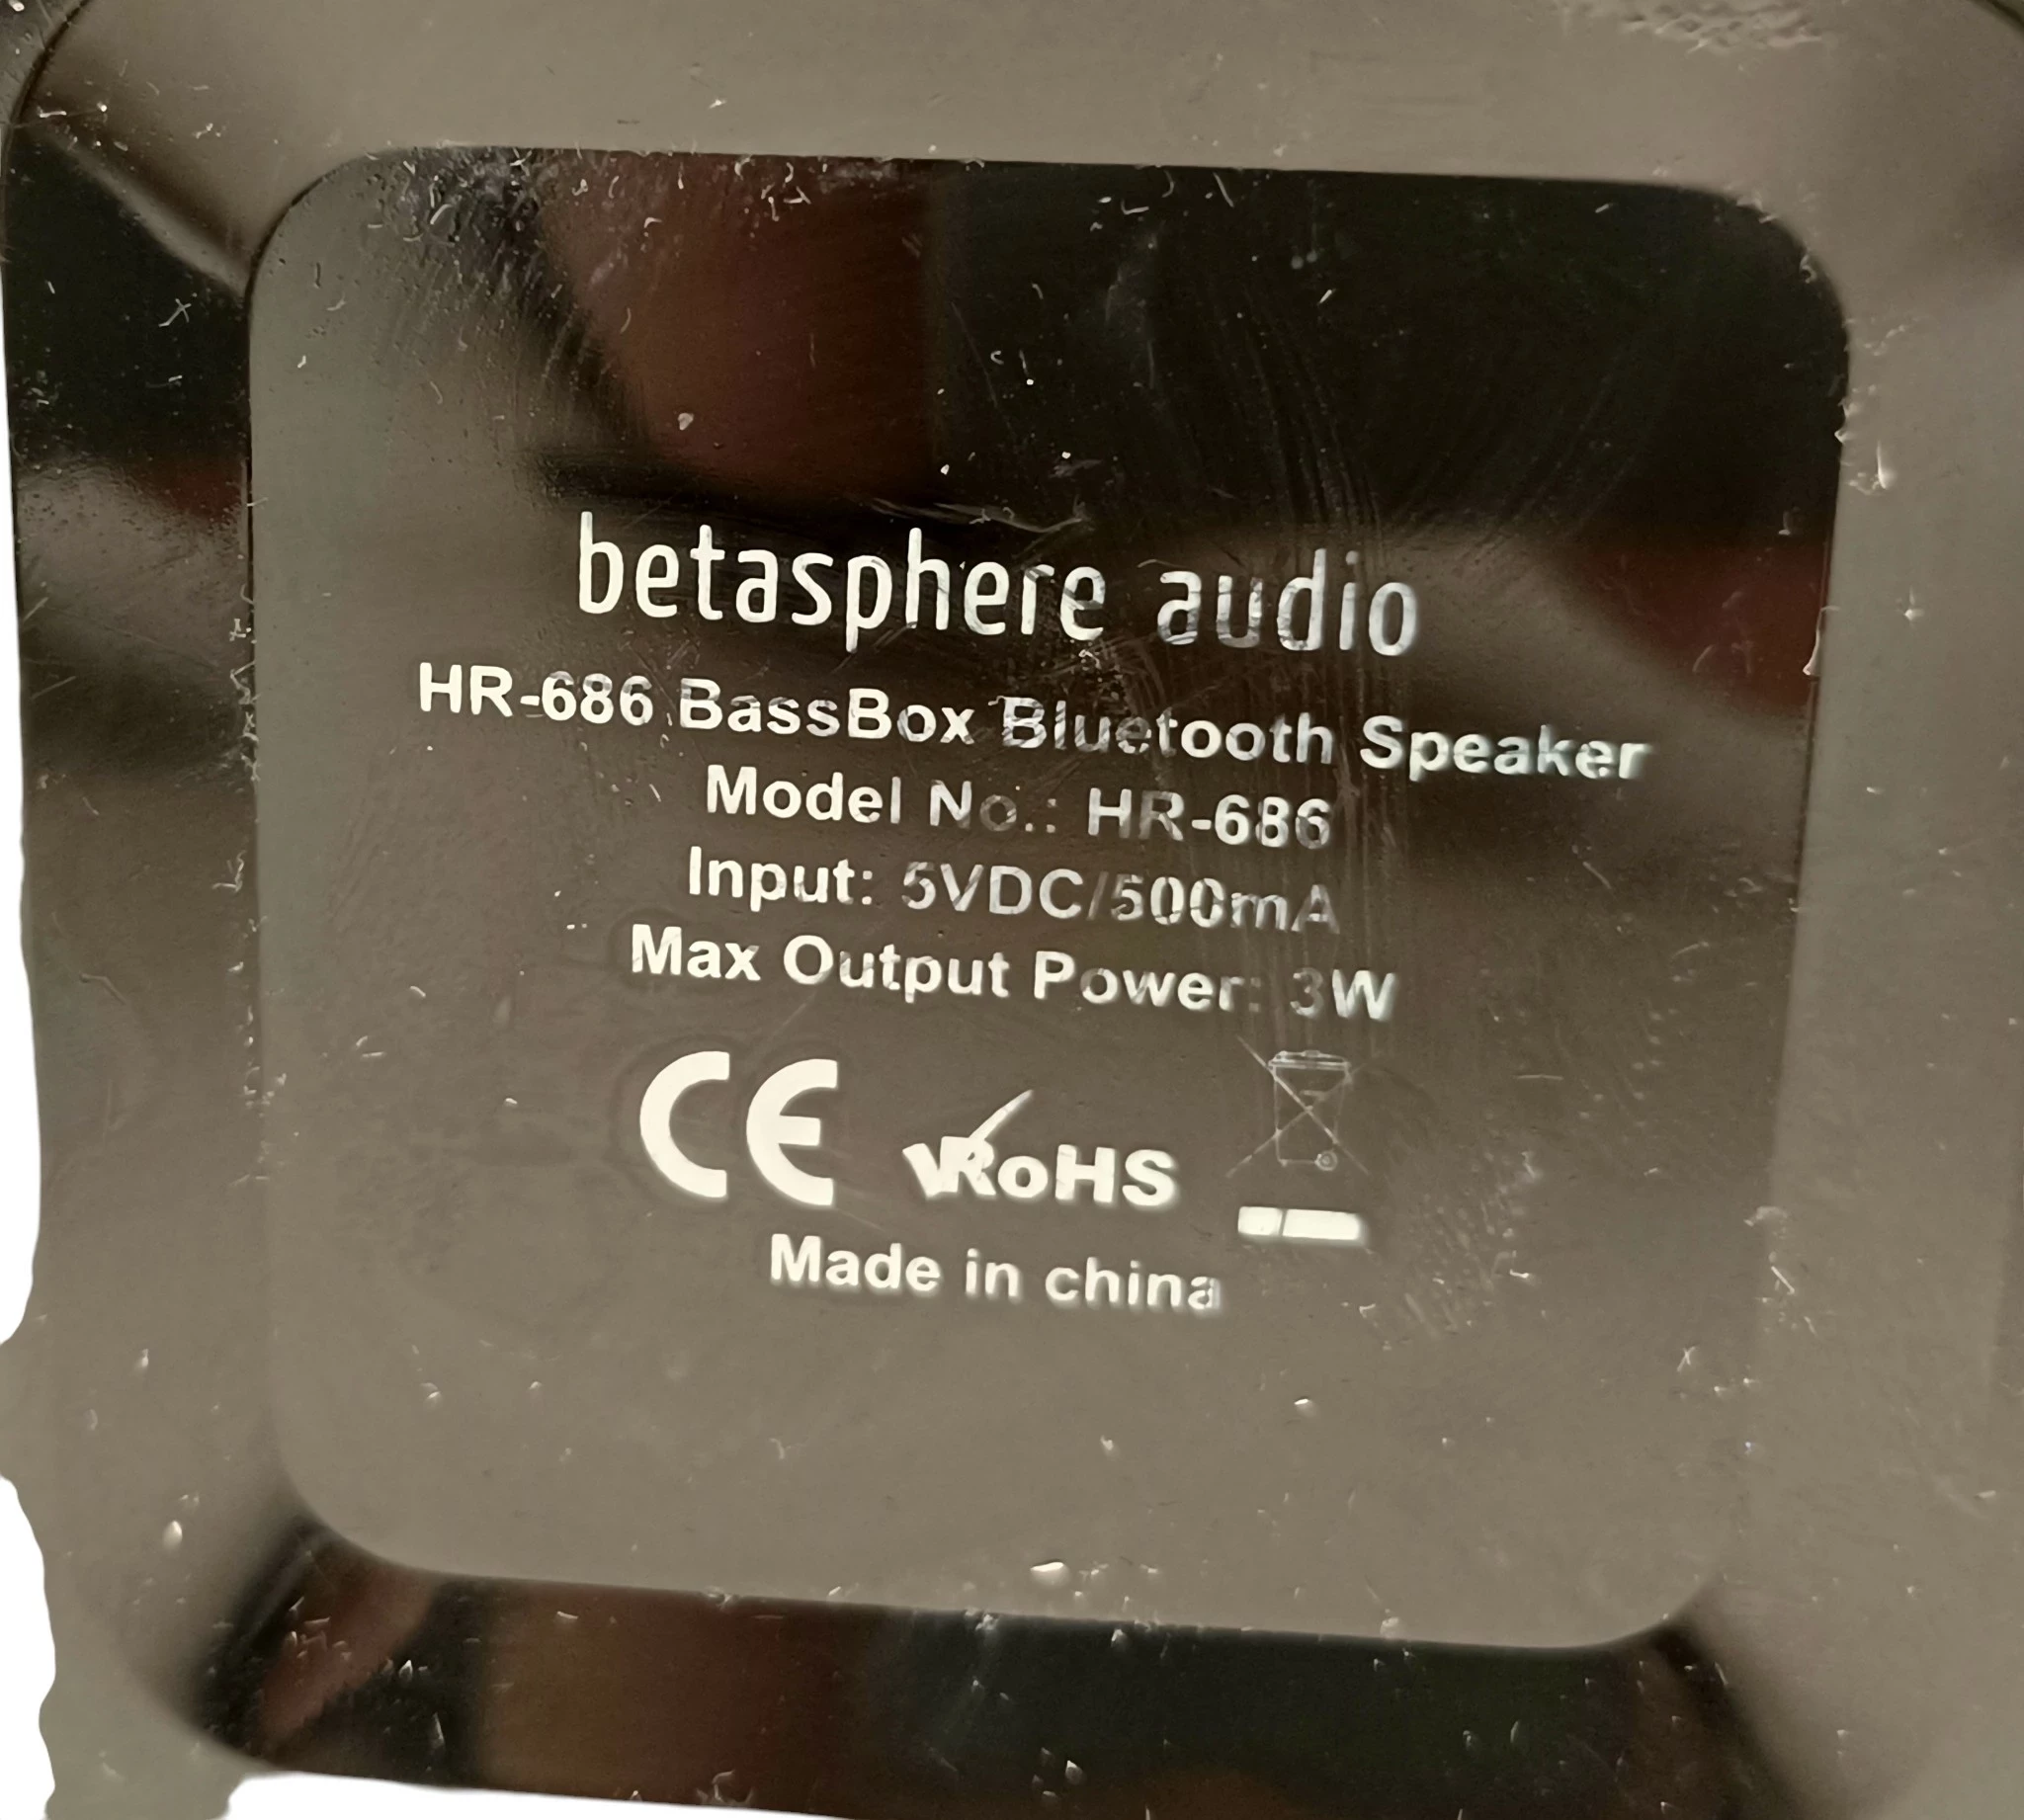 betasphere audio
HR-686 BassBox Bluetooth Speaker
Model No.: HR-686
Input: 5VDC/500mA
Max Output Power: 3W
CE RoHS
Made in china